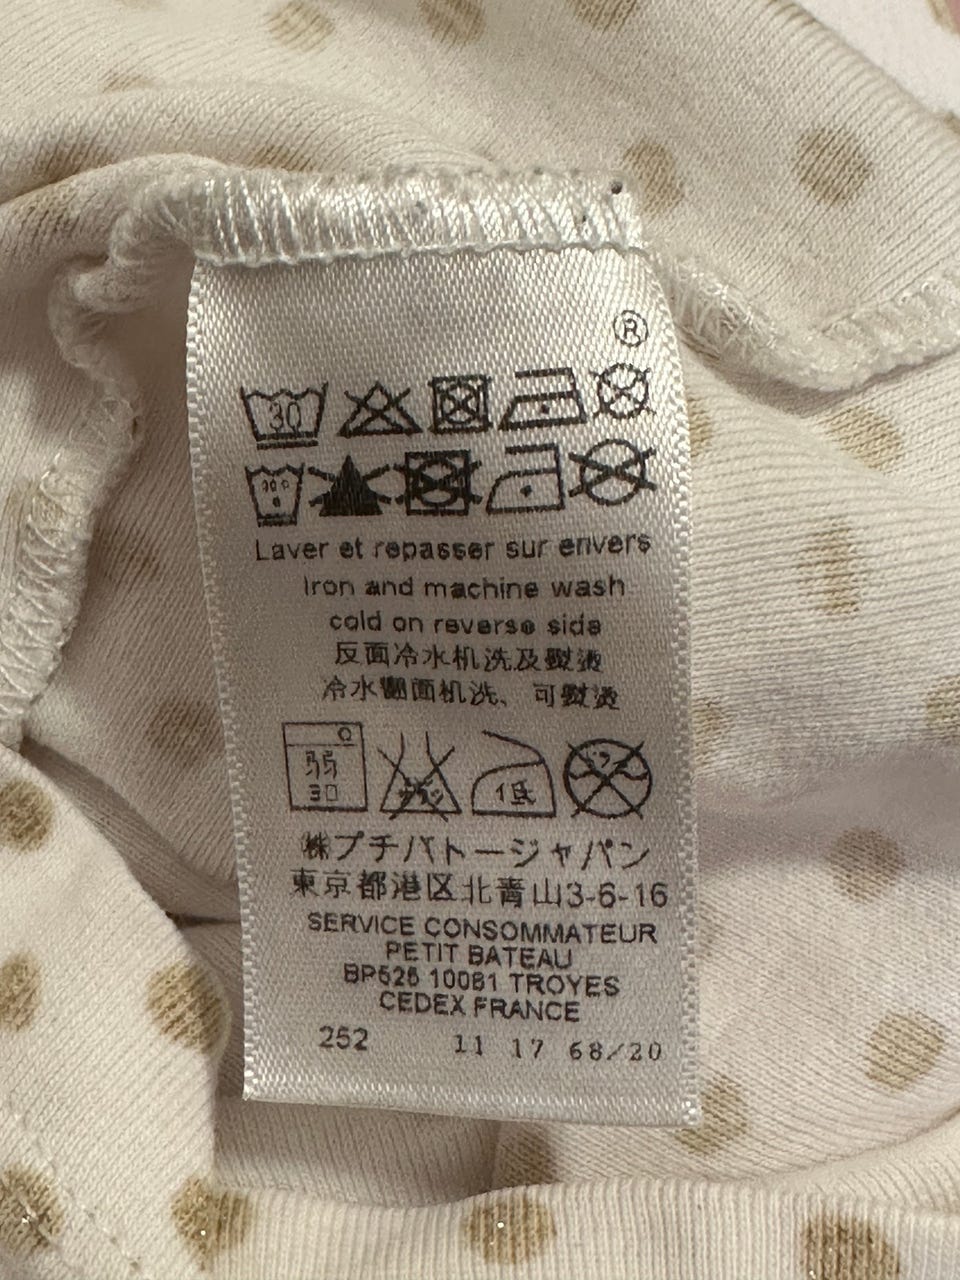 ®
30
Laver et repasser sur envers
Iron and machine wash
cold on reverse side
反面冷水机洗及熨烫
冷水翻面机洗、可熨烫
弱
30
低
㈱プチバトージャパン
東京都港区北青山3-6-16
SERVICE CONSOMMATEUR
PETIT BATEAU
BP525 10081 TROYES
CEDEX FRANCE
252 11 17 68/20